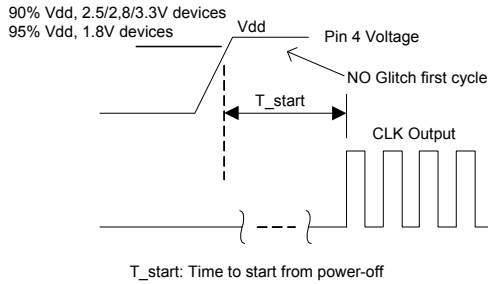 90% Vdd, 2.5/2,8/3.3V devices
95% Vdd, 1.8V devices
Vdd
Pin 4 Voltage
NO Glitch first cycle
T_start
CLK Output
T_start: Time to start from power-off